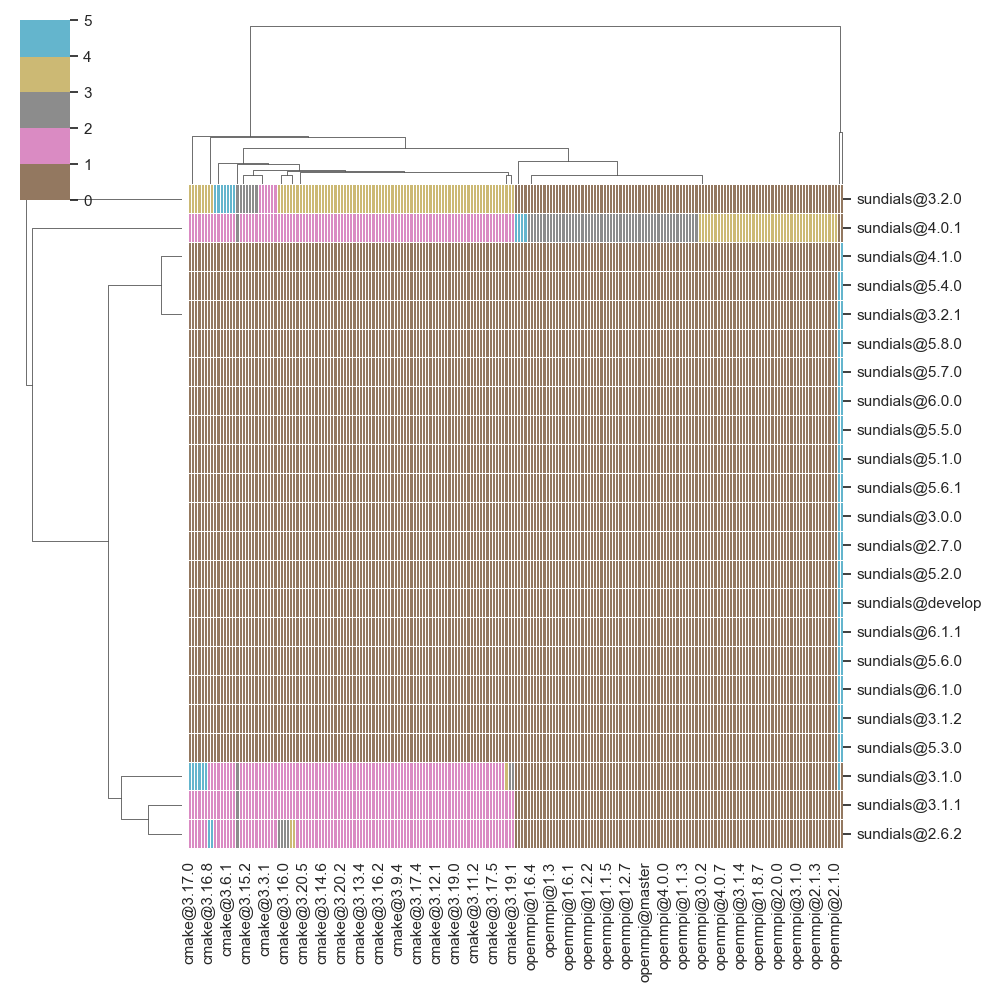 5
4
3
2
1
0
sundials@3.2.0
sundials@4.0.1
sundials@4.1.0
sundials@5.4.0
sundials@3.2.1
sundials@5.8.0
sundials@5.7.0
sundials@6.0.0
sundials@5.5.0
sundials@5.1.0
sundials@5.6.1
sundials@3.0.0
sundials@2.7.0
sundials@5.2.0
sundials@develop
sundials@6.1.1
sundials@5.6.0
sundials@6.1.0
sundials@3.1.2
sundials@5.3.0
sundials@3.1.0
sundials@3.1.1
sundials@2.6.2
cmake@3.17.0
cmake@3.16.8
cmake@3.6.1
cmake@3.15.2
cmake@3.3.1
cmake@3.16.0
cmake@3.20.5
cmake@3.14.6
cmake@3.20.2
cmake@3.13.4
cmake@3.16.2
cmake@3.9.4
cmake@3.17.4
cmake@3.12.1
cmake@3.19.0
cmake@3.11.2
cmake@3.17.5
cmake@3.19.1
openmpi@1.6.4
openmpi@1.3
openmpi@1.6.1
openmpi@1.2.2
openmpi@1.1.5
openmpi@1.2.7
openmpi@master
openmpi@4.0.0
openmpi@1.1.3
openmpi@3.0.2
openmpi@4.0.7
openmpi@3.1.4
openmpi@1.8.7
openmpi@2.0.0
openmpi@3.1.0
openmpi@2.1.3
openmpi@2.1.0